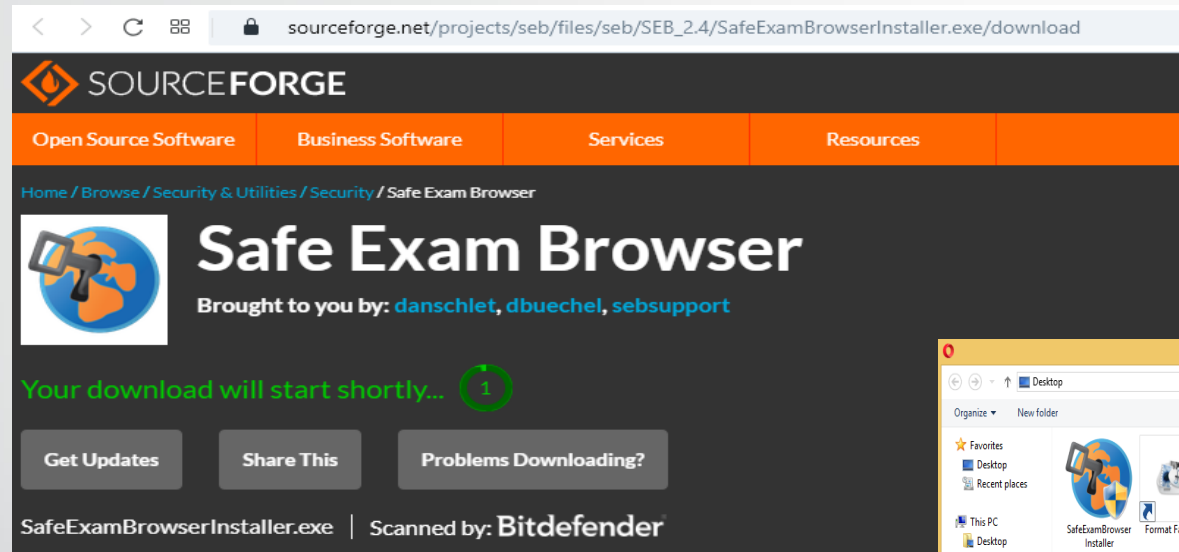 sourceforge.net/projects/seb/files/seb/SEB_2.4/SafeExamBrowserInstaller.exe/download
SOURCEFORGE
Open Source Software Business Software Services Resources
Home / Browse / Security & Utilities / Security / Safe Exam Browser
Safe Exam Browser
Brought to you by: danschlet, dbuechel, sebsupport
Your download will start shortly... 1
Get Updates Share This Problems Downloading?
SafeExamBrowserInstaller.exe | Scanned by: Bitdefender
Desktop
Organize New folder
Favorites
Desktop
Recent places
This PC
Desktop
SafeExamBrowser
Installer
Format